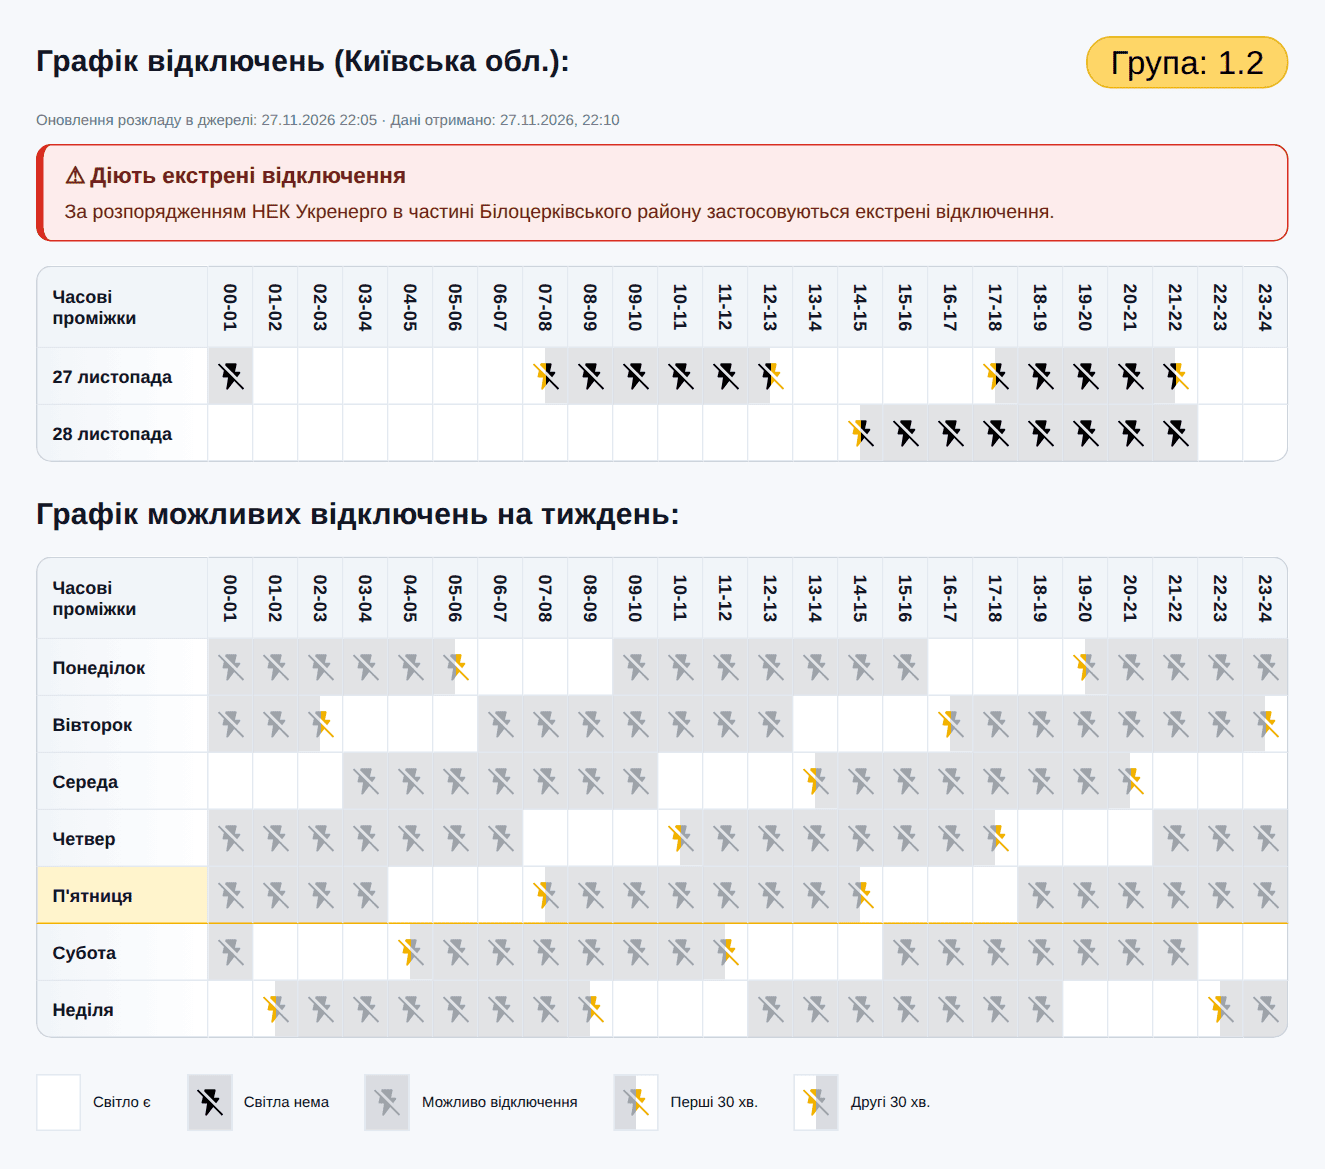 Графік відключень (Київська обл.):
Група: 1.2
Оновлення розкладу в джерелі: 27.11.2026 22:05 · Дані отримано: 27.11.2026, 22:10
⚠ Діють екстрені відключення
За розпорядженням НЕК Укренерго в частині Білоцерківського району застосовуються екстрені відключення.
Часові
проміжки
00-01 01-02 02-03 03-04 04-05 05-06 06-07 07-08 08-09 09-10 10-11 11-12 12-13 13-14 14-15 15-16 16-17 17-18 18-19 19-20 20-21 21-22 22-23 23-24
27 листопада
28 листопада
Графік можливих відключень на тиждень:
Часові
проміжки
00-01 01-02 02-03 03-04 04-05 05-06 06-07 07-08 08-09 09-10 10-11 11-12 12-13 13-14 14-15 15-16 16-17 17-18 18-19 19-20 20-21 21-22 22-23 23-24
Понеділок
Вівторок
Середа
Четвер
П'ятниця
Субота
Неділя
Світло є Світла нема Можливо відключення Перші 30 хв. Другі 30 хв.